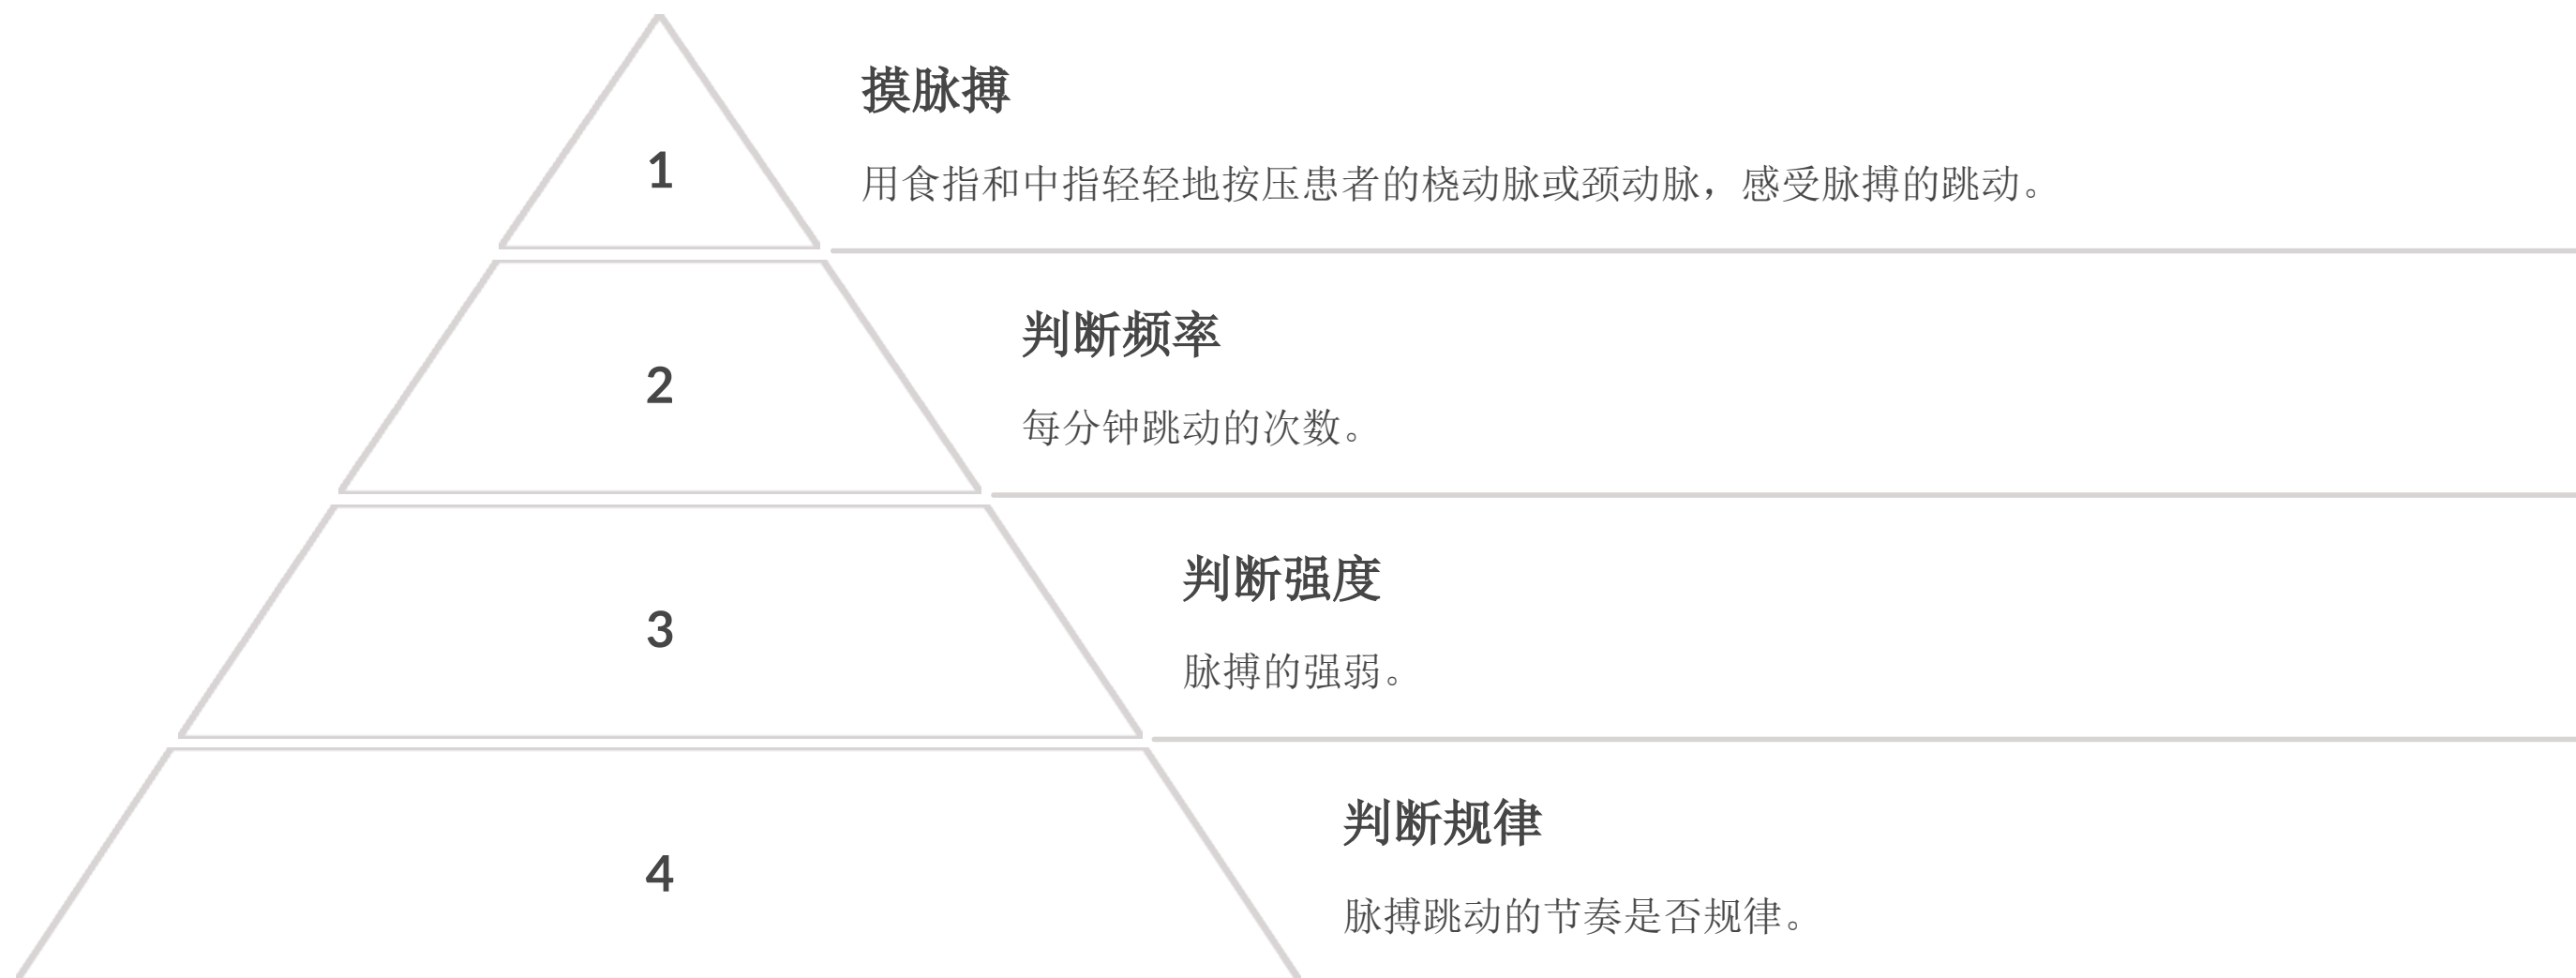 摸脉搏
1
用食指和中指轻轻地按压患者的桡动脉或颈动脉，感受脉搏的跳动。
判断频率
2
每分钟跳动的次数。
判断强度
3
脉搏的强弱。
判断规律
4
脉搏跳动的节奏是否规律。